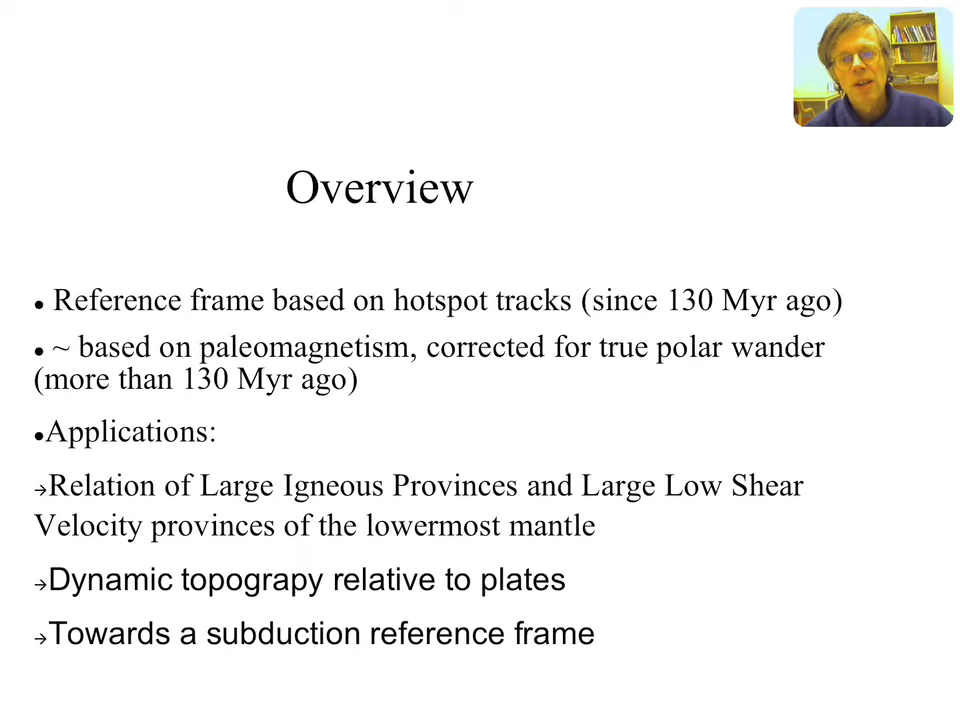 Overview
● Reference frame based on hotspot tracks (since 130 Myr ago)
● ~ based on paleomagnetism, corrected for true polar wander
(more than 130 Myr ago)
●Applications:
→Relation of Large Igneous Provinces and Large Low Shear
Velocity provinces of the lowermost mantle
→Dynamic topograpy relative to plates
→Towards a subduction reference frame